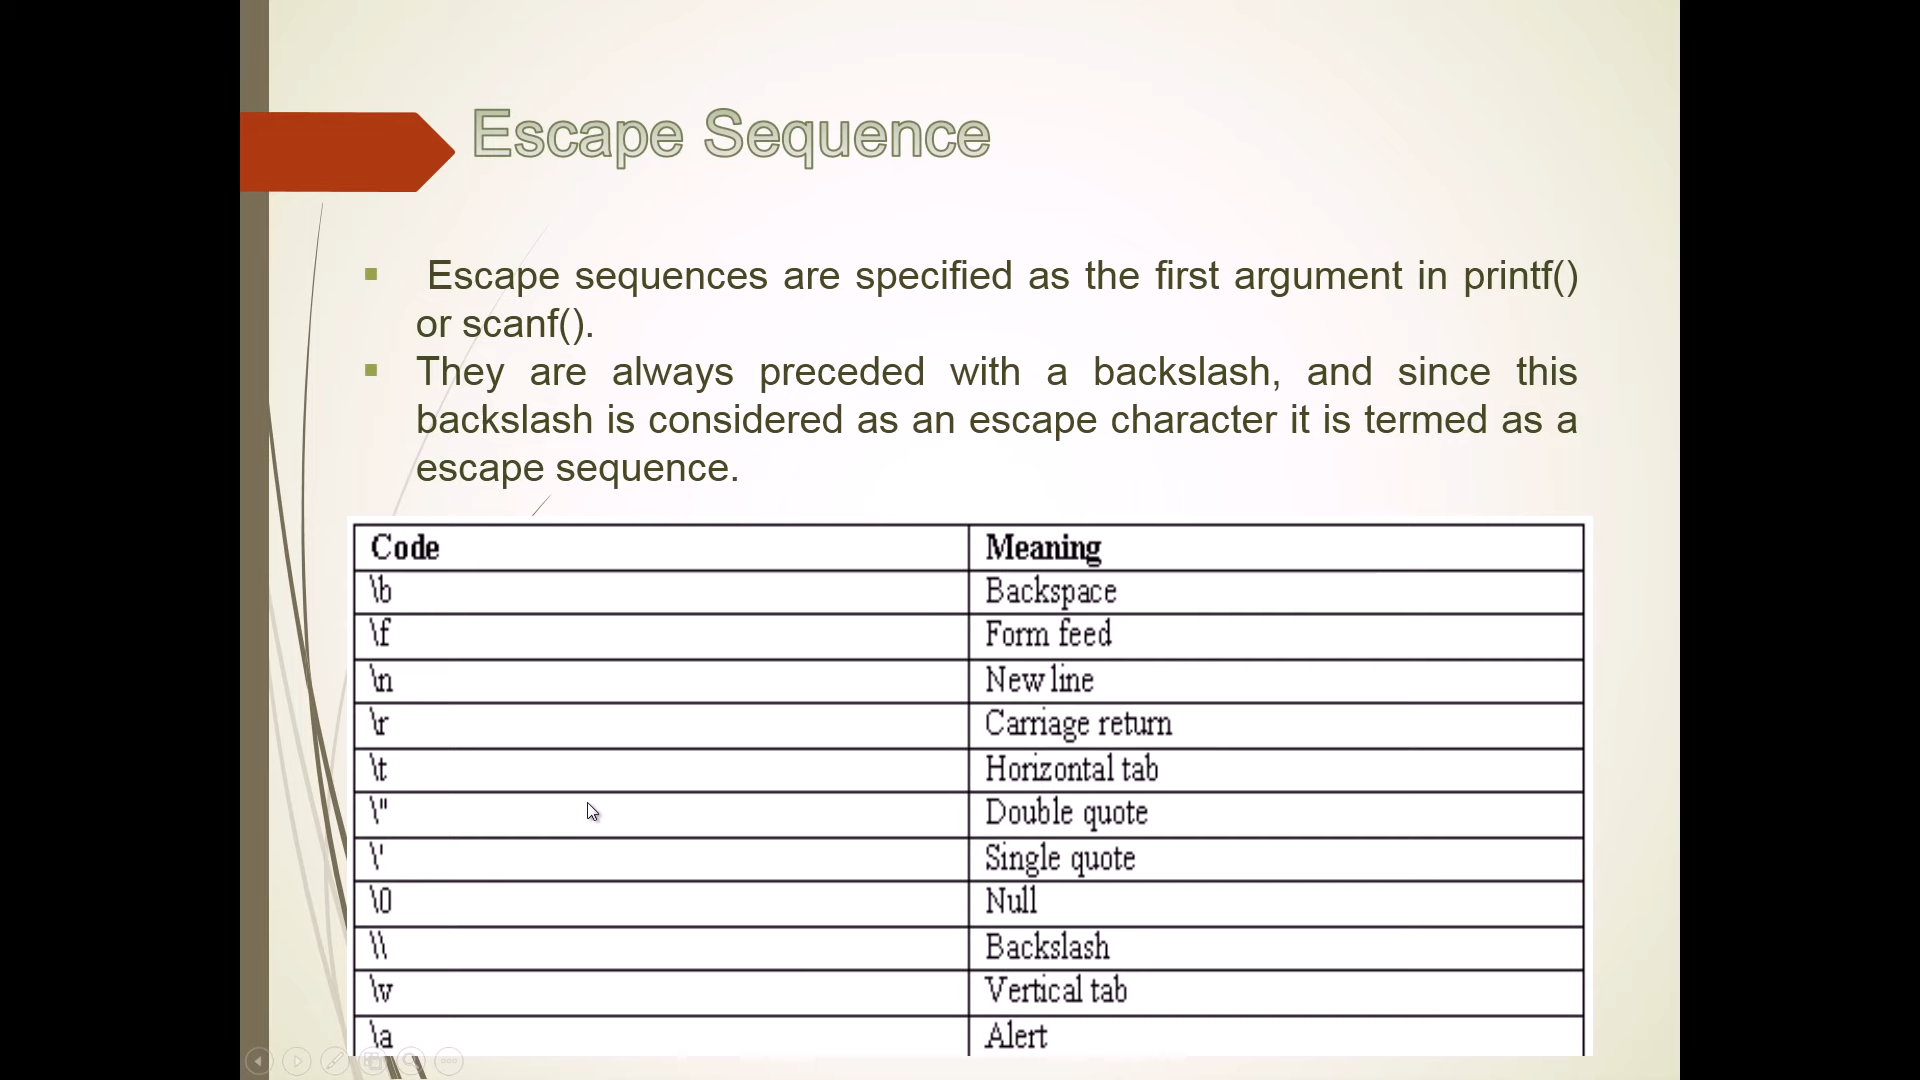 Escape Sequence
▪ Escape sequences are specified as the first argument in printf()
or scanf().
▪ They are always preceded with a backslash, and since this
backslash is considered as an escape character it is termed as a
escape sequence.
Code Meaning
\b Backspace
\f Form feed
\n New line
\r Carriage return
\t Horizontal tab
\" Double quote
\' Single quote
\0 Null
\\ Backslash
\v Vertical tab
\a Alert